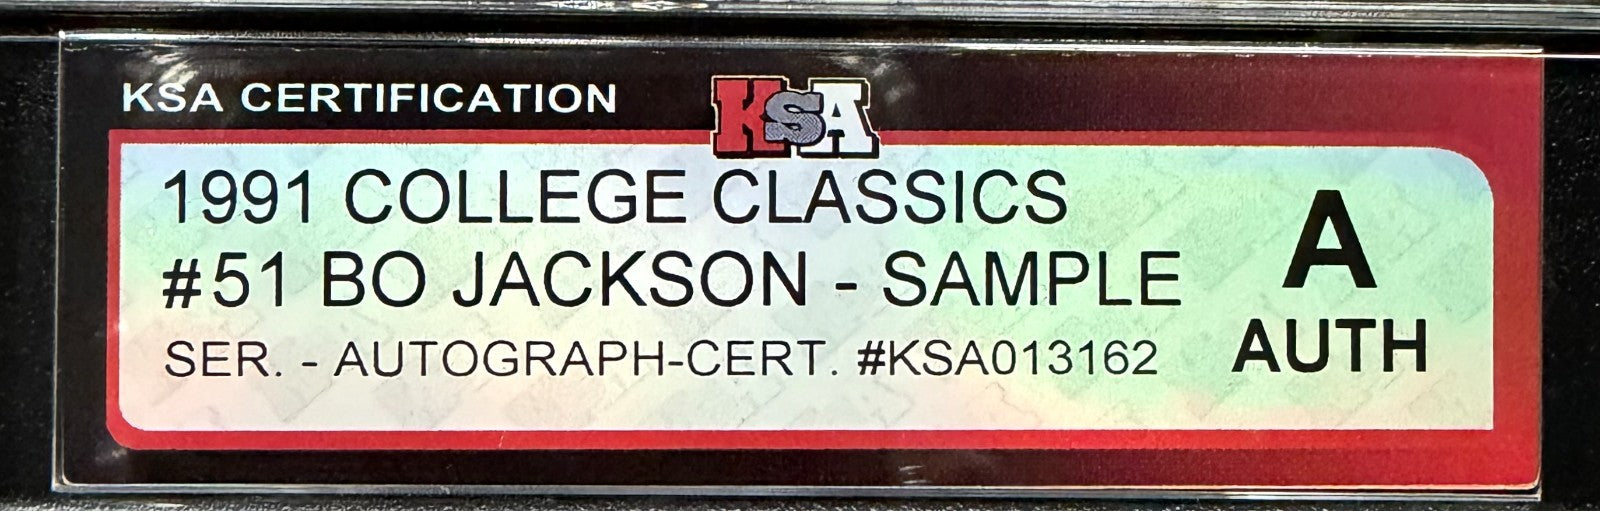 KSA CERTIFICATION
KSA
1991 COLLEGE CLASSICS
#51 BO JACKSON - SAMPLE
SER. - AUTOGRAPH-CERT. #KSA013162
A
AUTH